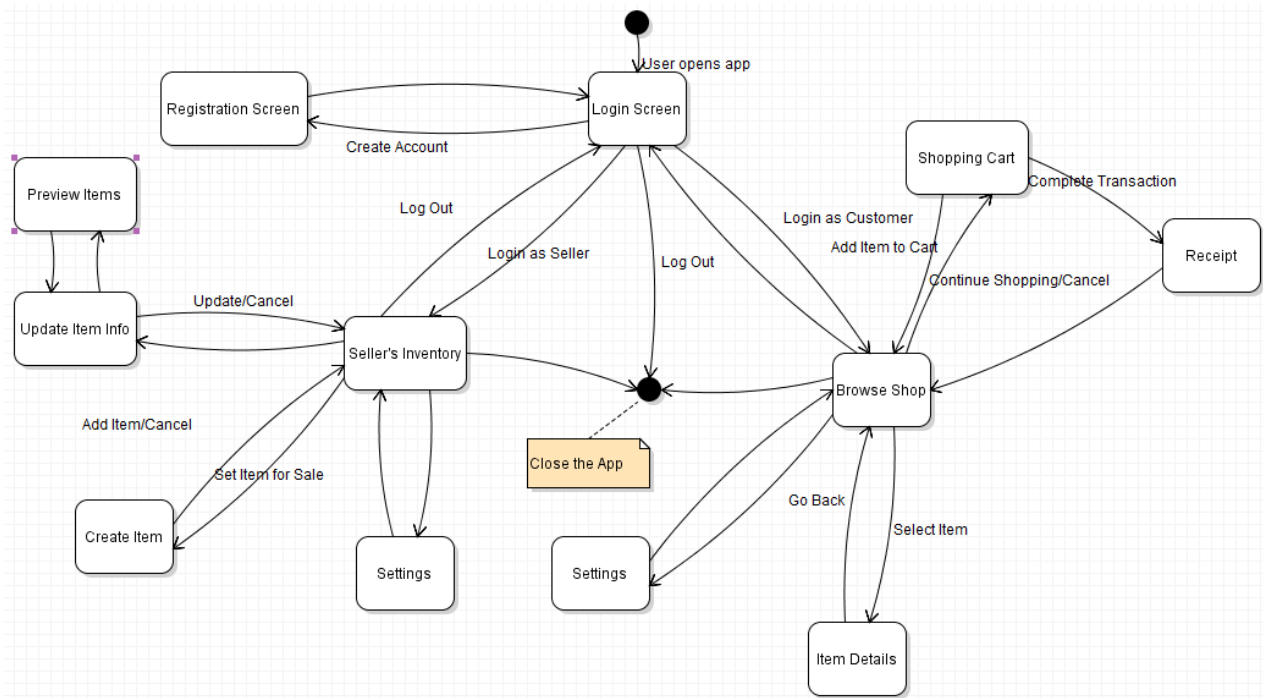 User opens app
Registration Screen
Login Screen
Create Account
Shopping Cart
Preview Items
Complete Transaction
Log Out
Login as Customer
Login as Seller
Add Item to Cart
Log Out
Receipt
Continue Shopping/Cancel
Update/Cancel
Update Item Info
Seller's Inventory
Browse Shop
Add Item/Cancel
Close the App
Set Item for Sale
Go Back
Select Item
Create Item
Settings
Settings
Item Details